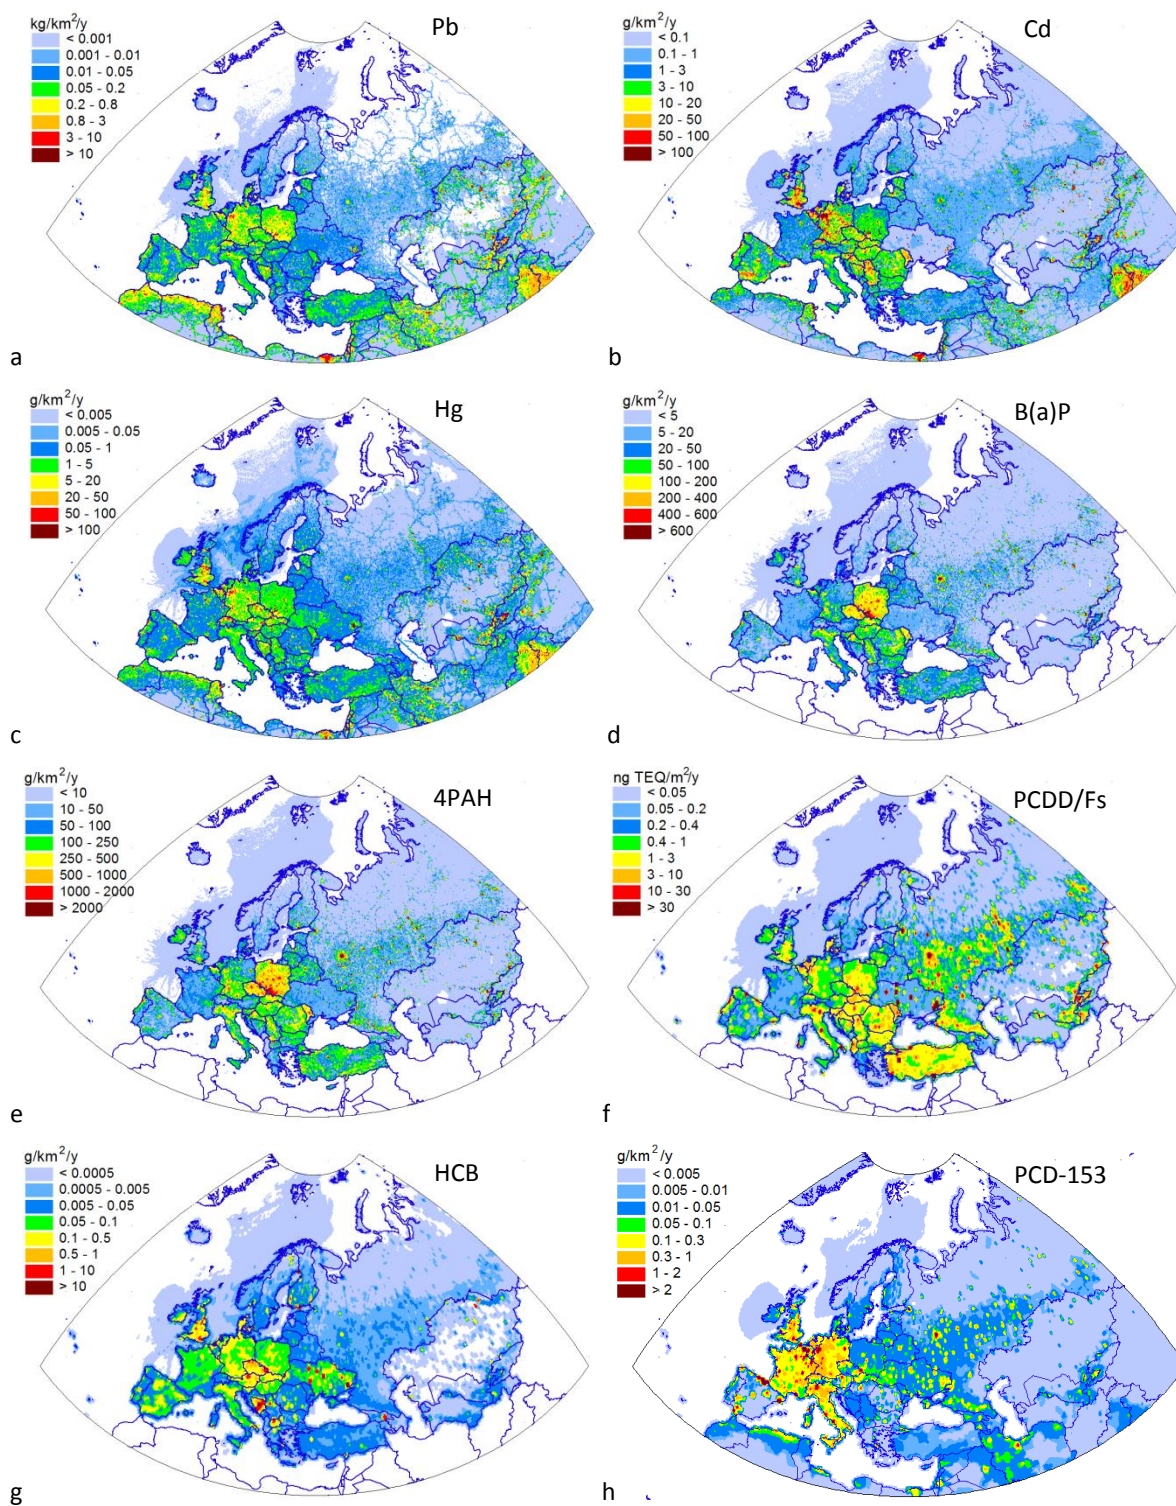 kg/km²/y
Pb
< 0.001
0.001 - 0.01
0.01 - 0.05
0.05 - 0.2
0.2 - 0.8
0.8 - 3
3 - 10
> 10
a
g/km²/y
Cd
< 0.1
0.1 - 1
1 - 3
3 - 10
10 - 20
20 - 50
50 - 100
> 100
b
g/km²/y
Hg
< 0.005
0.005 - 0.05
0.05 - 1
1 - 5
5 - 20
20 - 50
50 - 100
> 100
c
g/km²/y
B(a)P
< 5
5 - 20
20 - 50
50 - 100
100 - 200
200 - 400
400 - 600
> 600
d
g/km²/y
4PAH
< 10
10 - 50
50 - 100
100 - 250
250 - 500
500 - 1000
1000 - 2000
> 2000
e
ng TEQ/m²/y
PCDD/Fs
< 0.05
0.05 - 0.2
0.2 - 0.4
0.4 - 1
1 - 3
3 - 10
10 - 30
> 30
f
g/km²/y
HCB
< 0.0005
0.0005 - 0.005
0.005 - 0.05
0.05 - 0.1
0.1 - 0.5
0.5 - 1
1 - 10
> 10
g
g/km²/y
PCD-153
< 0.005
0.005 - 0.01
0.01 - 0.05
0.05 - 0.1
0.1 - 0.3
0.3 - 1
1 - 2
> 2
h